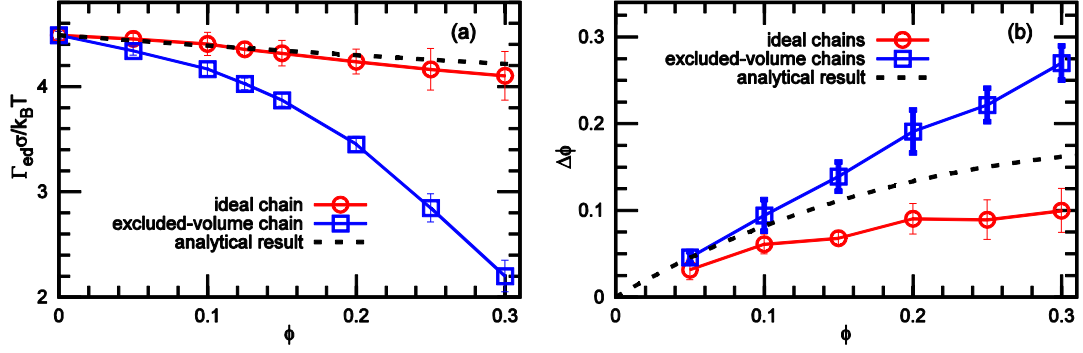 (a)
4
2
Γedσ/kBT
ideal chain
excluded-volume chain
analytical result
0 0.1 0.2 0.3
ϕ
(b)
0.3
0.2
0.1
0
Δϕ
ideal chains
excluded-volume chains
analytical result
0 0.1 0.2 0.3
ϕ